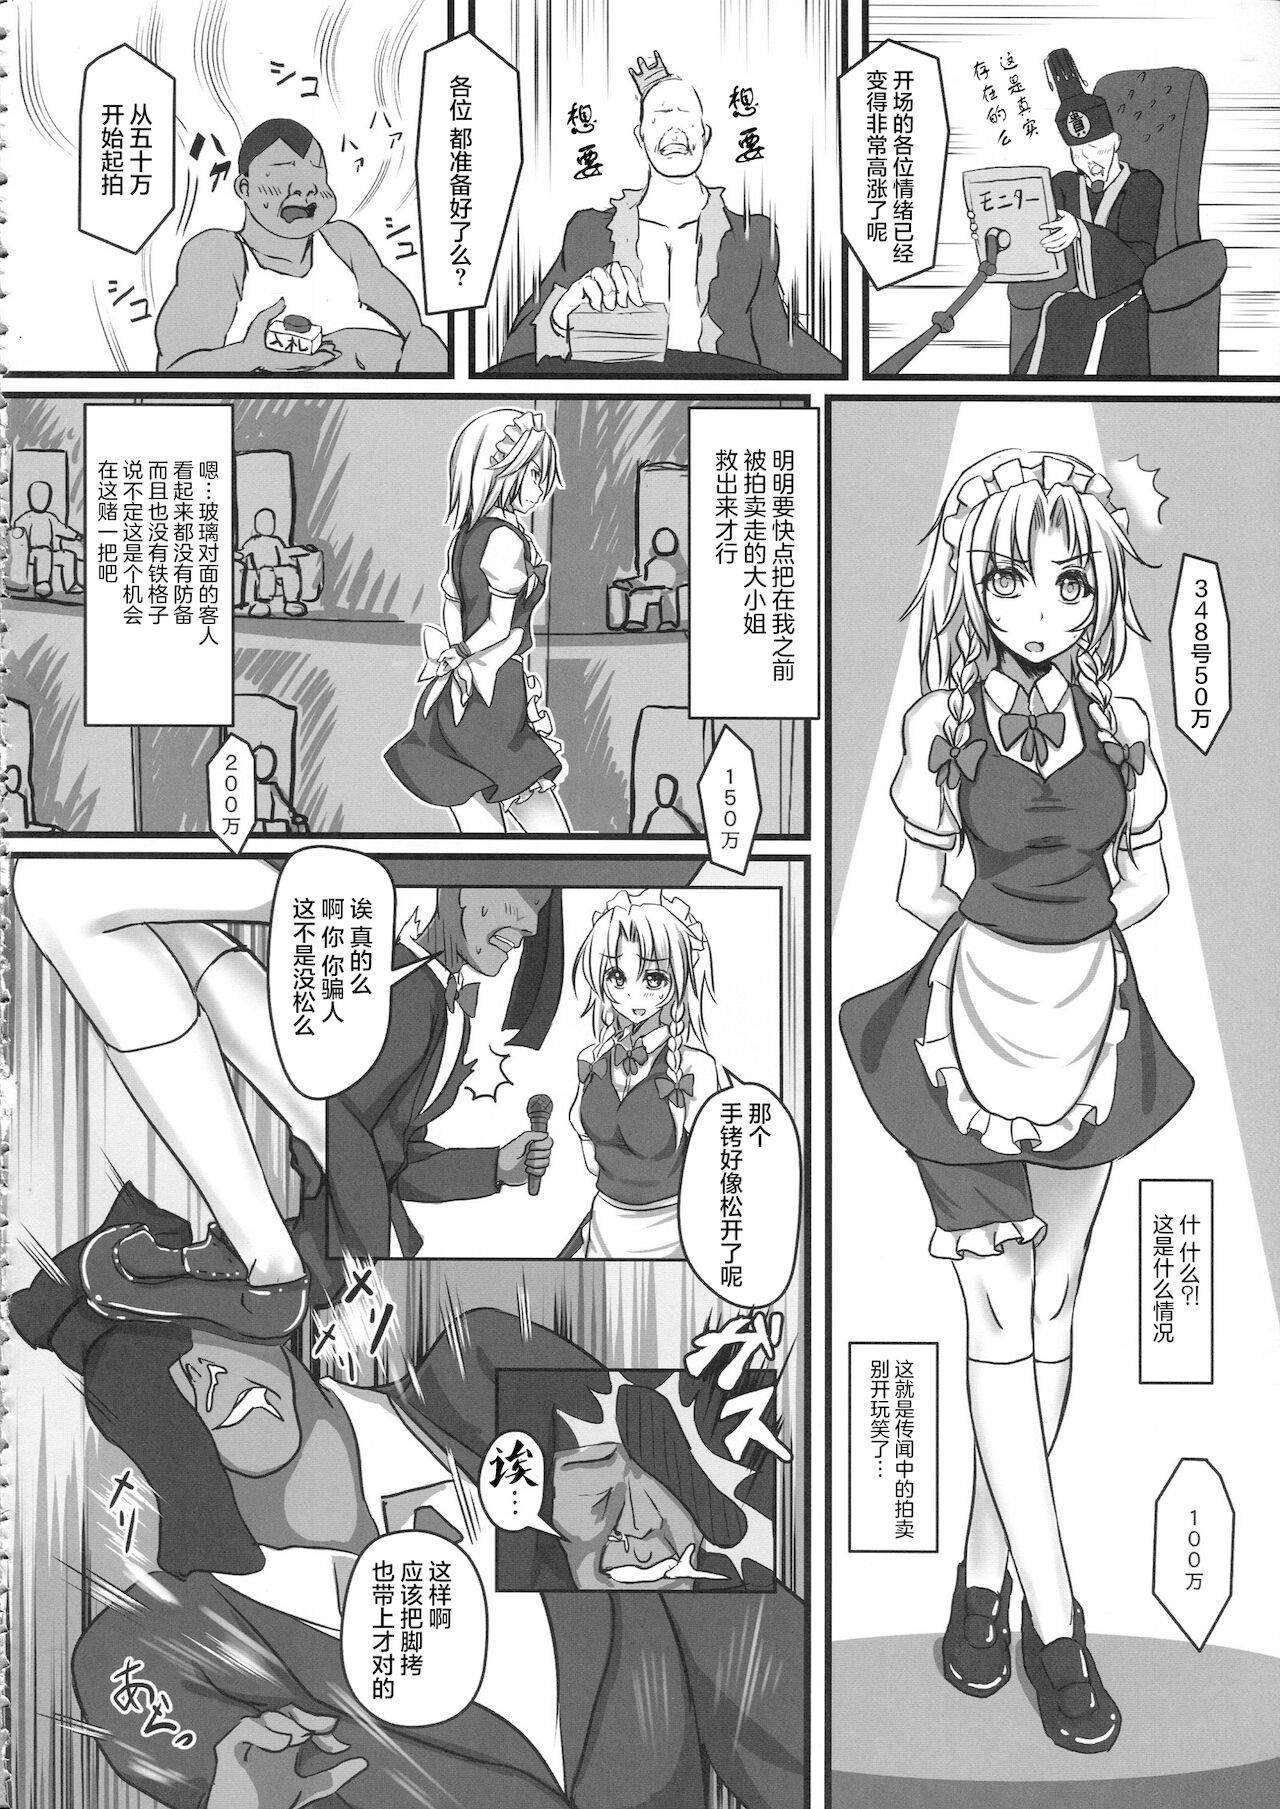 开场的各位情绪已经
变得非常高涨了呢
这是真实
存在的么
貴
モニター
各位 都准备好了么？
想要
想要
从五十万
开始起拍
シコ
シコ
シコ
ハァ
ハァ
ハァ
入札
348号50万
什 什么?!
这是什么情况
这就是传闻中的拍卖
别开玩笑了…
100万
明明要快点把在我之前
被拍卖走的大小姐
救出来才行
150万
嗯…玻璃对面的客人
看起来都没有防备
而且也没有铁格子
说不定这是个机会
在这赌一把吧
200万
那个
手铐好像松开了呢
诶 真的么
啊 你 你骗人
这不是没松么
ガッ
诶…
メリ
メリ
这样啊
应该把脚拷
也带上才对的